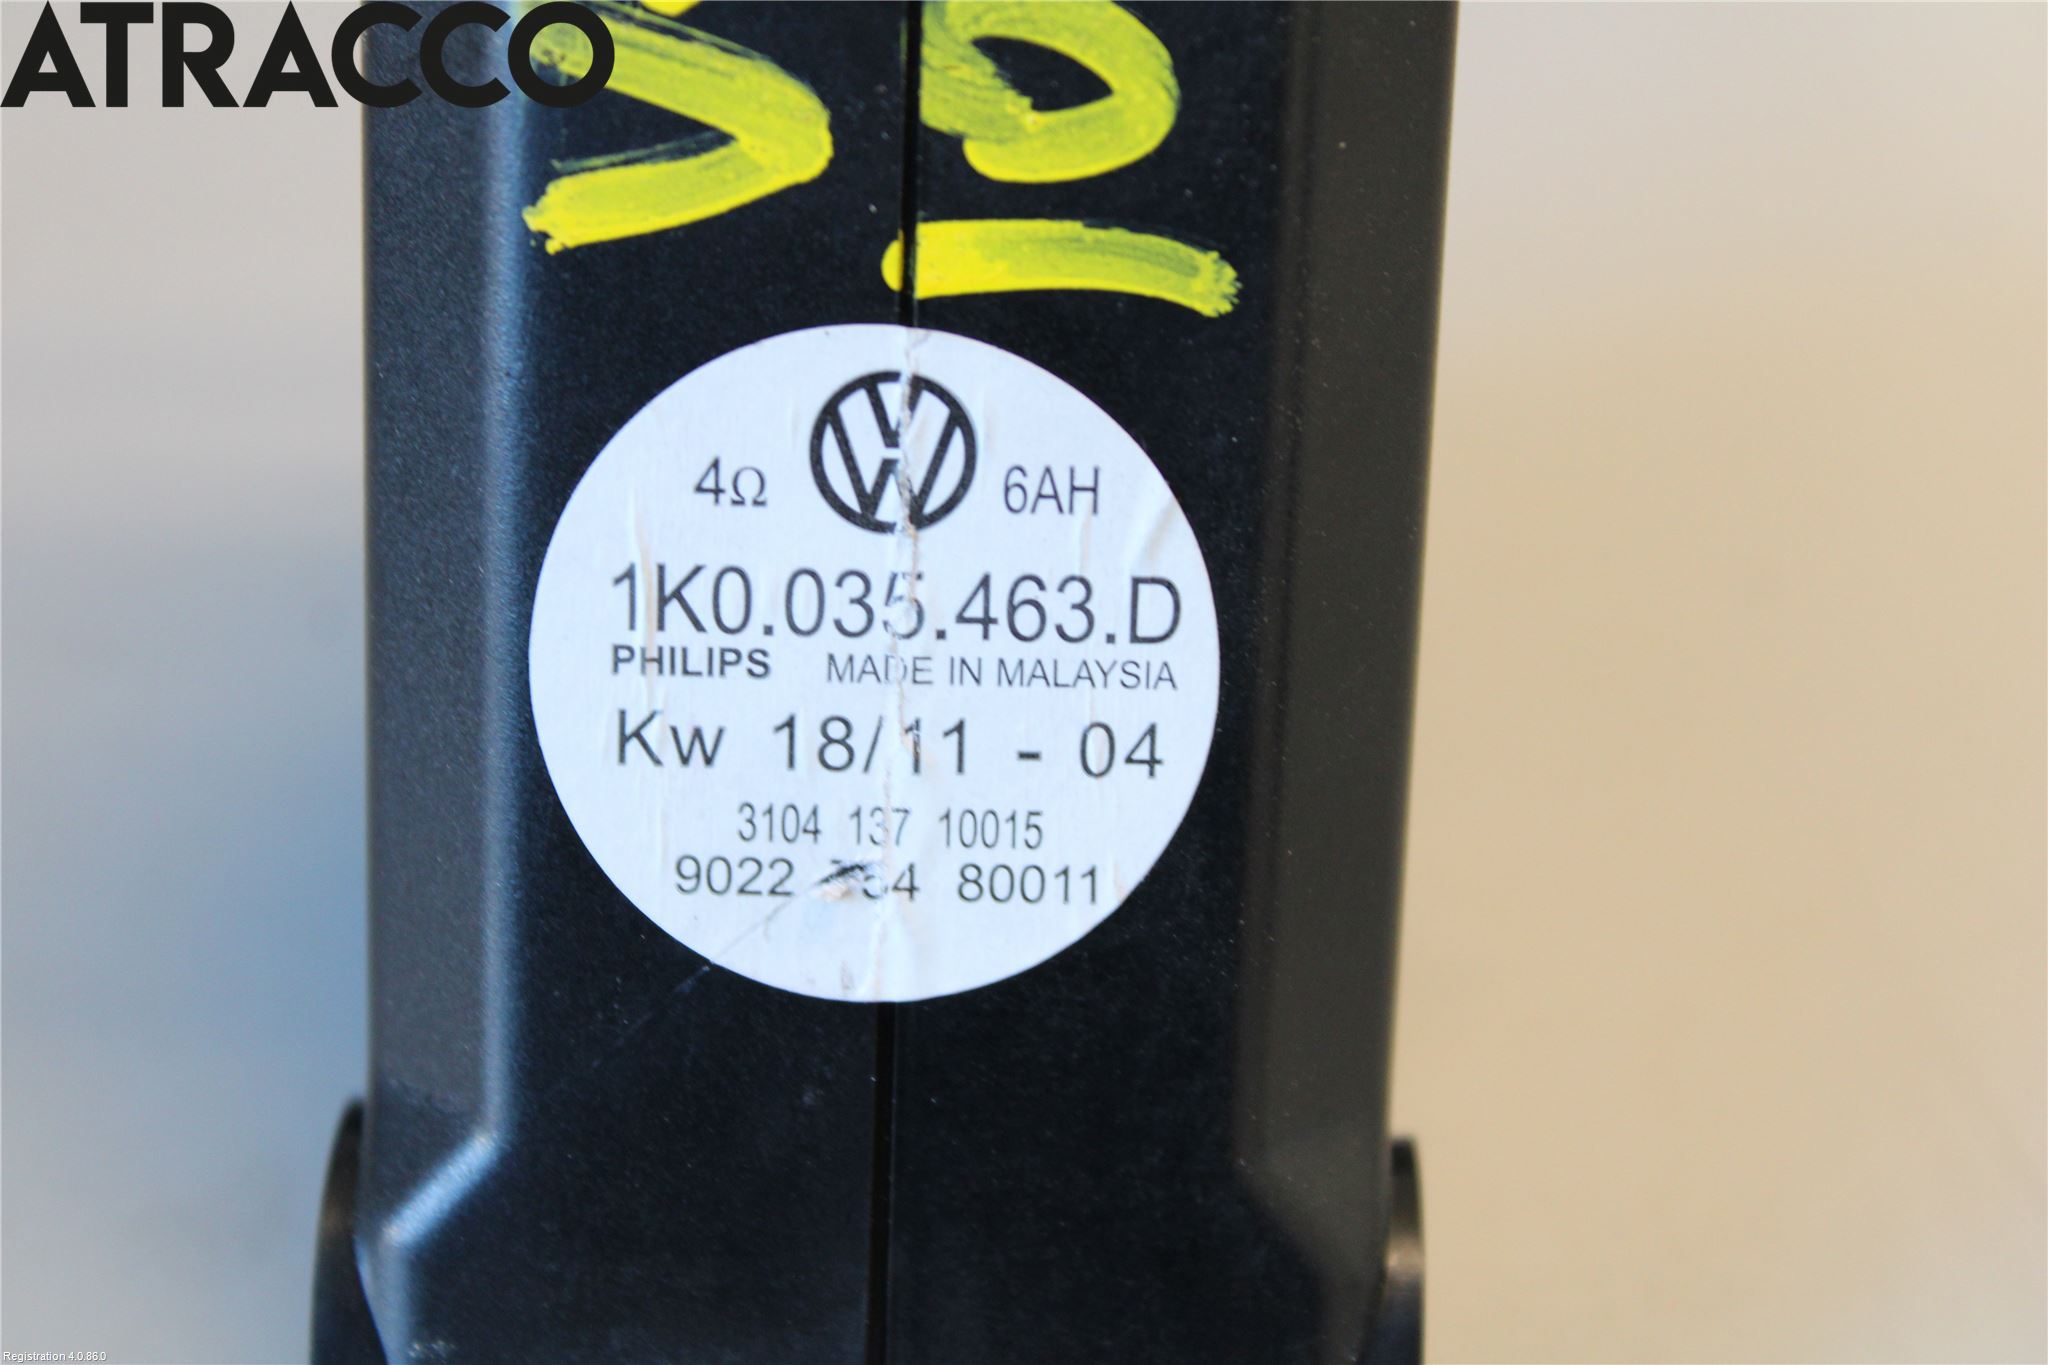 ATRACCO
4Ω 6AH
1K0.035.463.D
PHILIPS MADE IN MALAYSIA
Kw 18/11 - 04
3104 137 10015
9022 80011
Registration 4.0.86.0